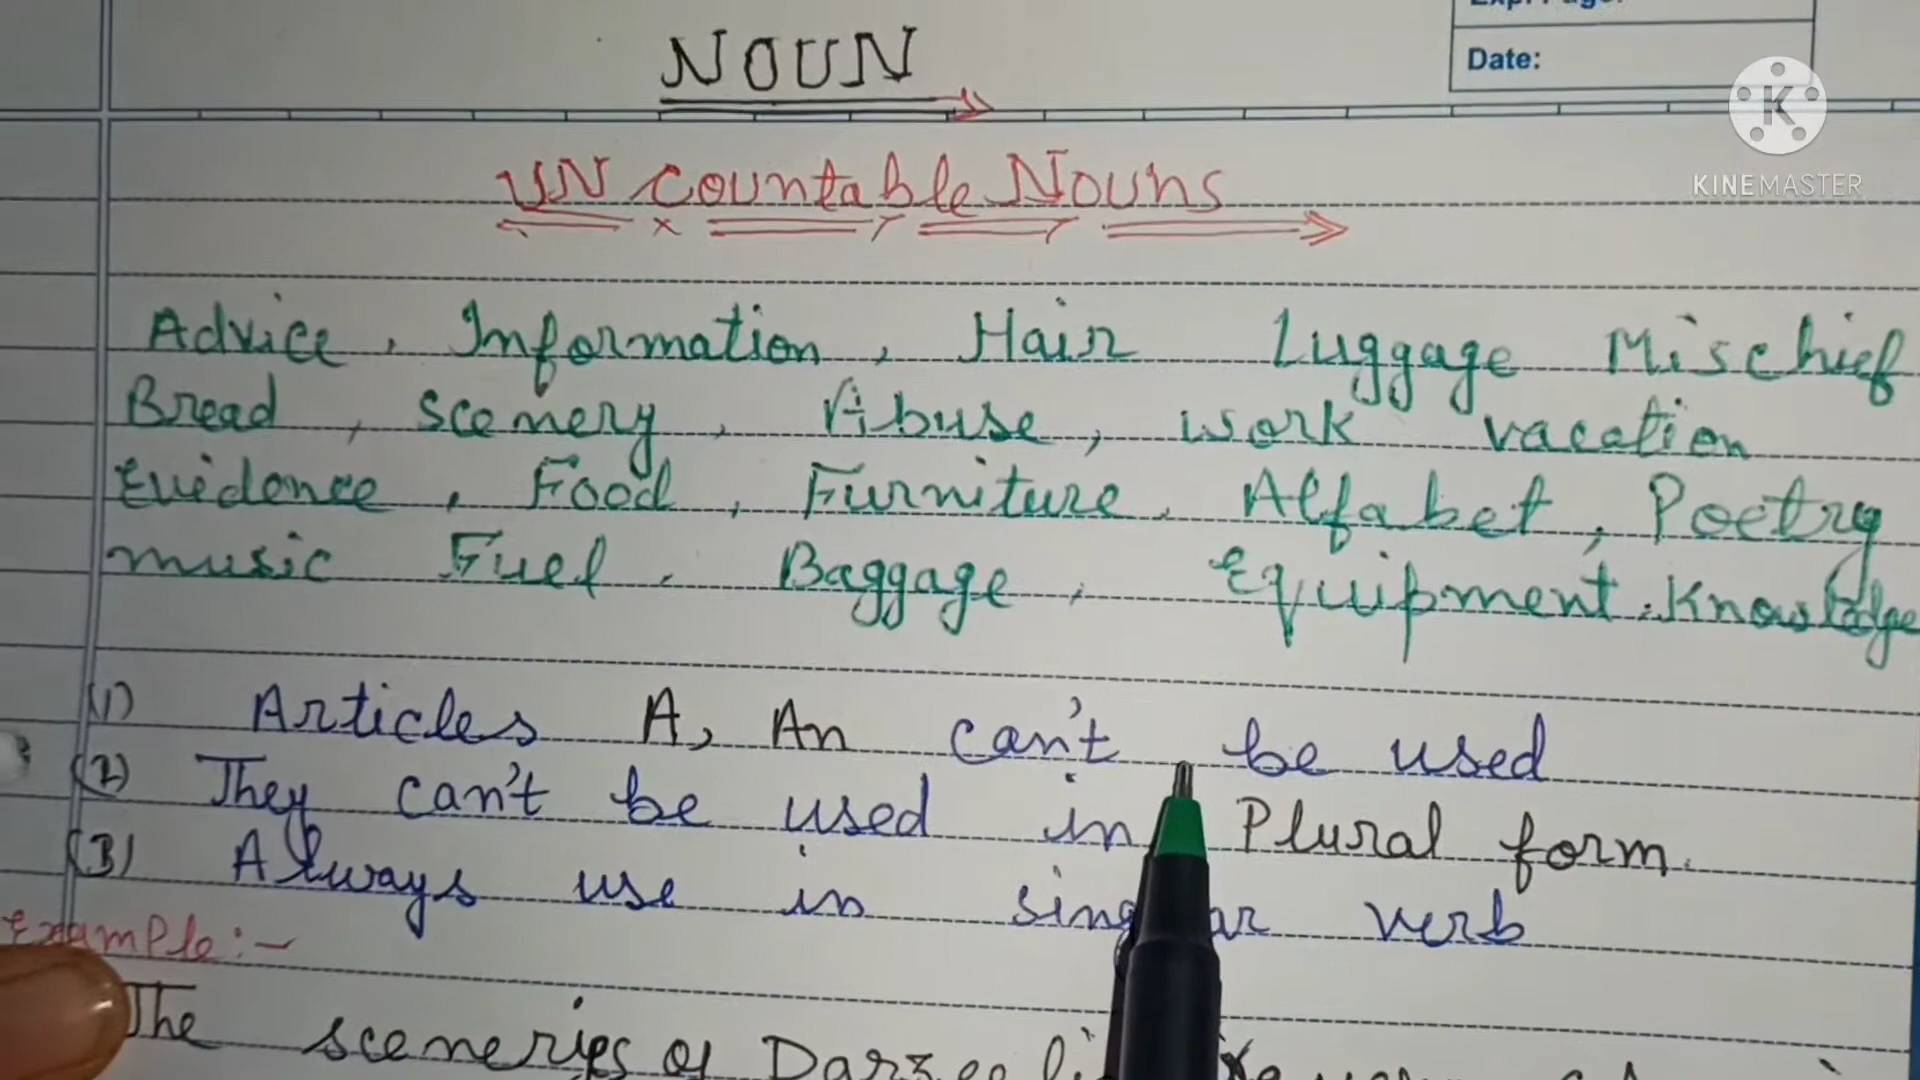 Date:
KINEMASTER
NOUN
UN countable Nouns
Advice, Information, Hair Luggage Mischief
Bread, scenery, Abuse, work vacation
Evidence, Food, Furniture, Alfabet, Poetry
music Fuel, Baggage, Equipment, Knowledge
(1) Articles A, An can't be used
(2) They can't be used in Plural form.
(3) Always use in verb
Example:-
The sceneries of